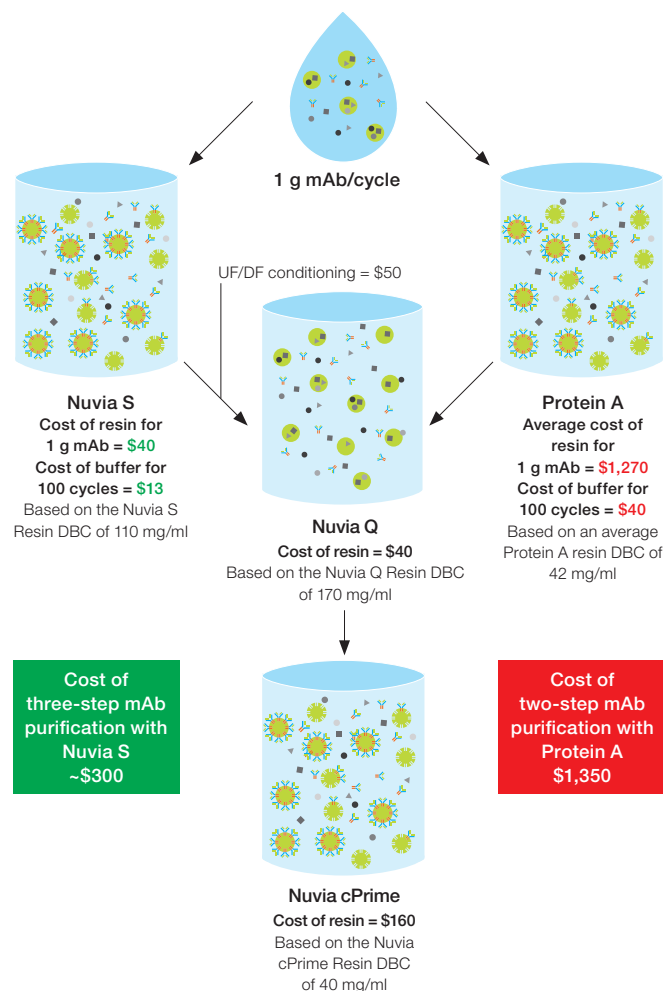 1 g mAb/cycle
UF/DF conditioning = $50
Nuvia S
Cost of resin for
1 g mAb = $40
Cost of buffer for
100 cycles = $13
Based on the Nuvia S
Resin DBC of 110 mg/ml
Protein A
Average cost of
resin for
1 g mAb = $1,270
Cost of buffer for
100 cycles = $40
Based on an average
Protein A resin DBC of
42 mg/ml
Nuvia Q
Cost of resin = $40
Based on the Nuvia Q Resin DBC
of 170 mg/ml
Cost of
three-step mAb
purification with
Nuvia S
~$300
Cost of
two-step mAb
purification with
Protein A
$1,350
Nuvia cPrime
Cost of resin = $160
Based on the Nuvia
cPrime Resin DBC
of 40 mg/ml